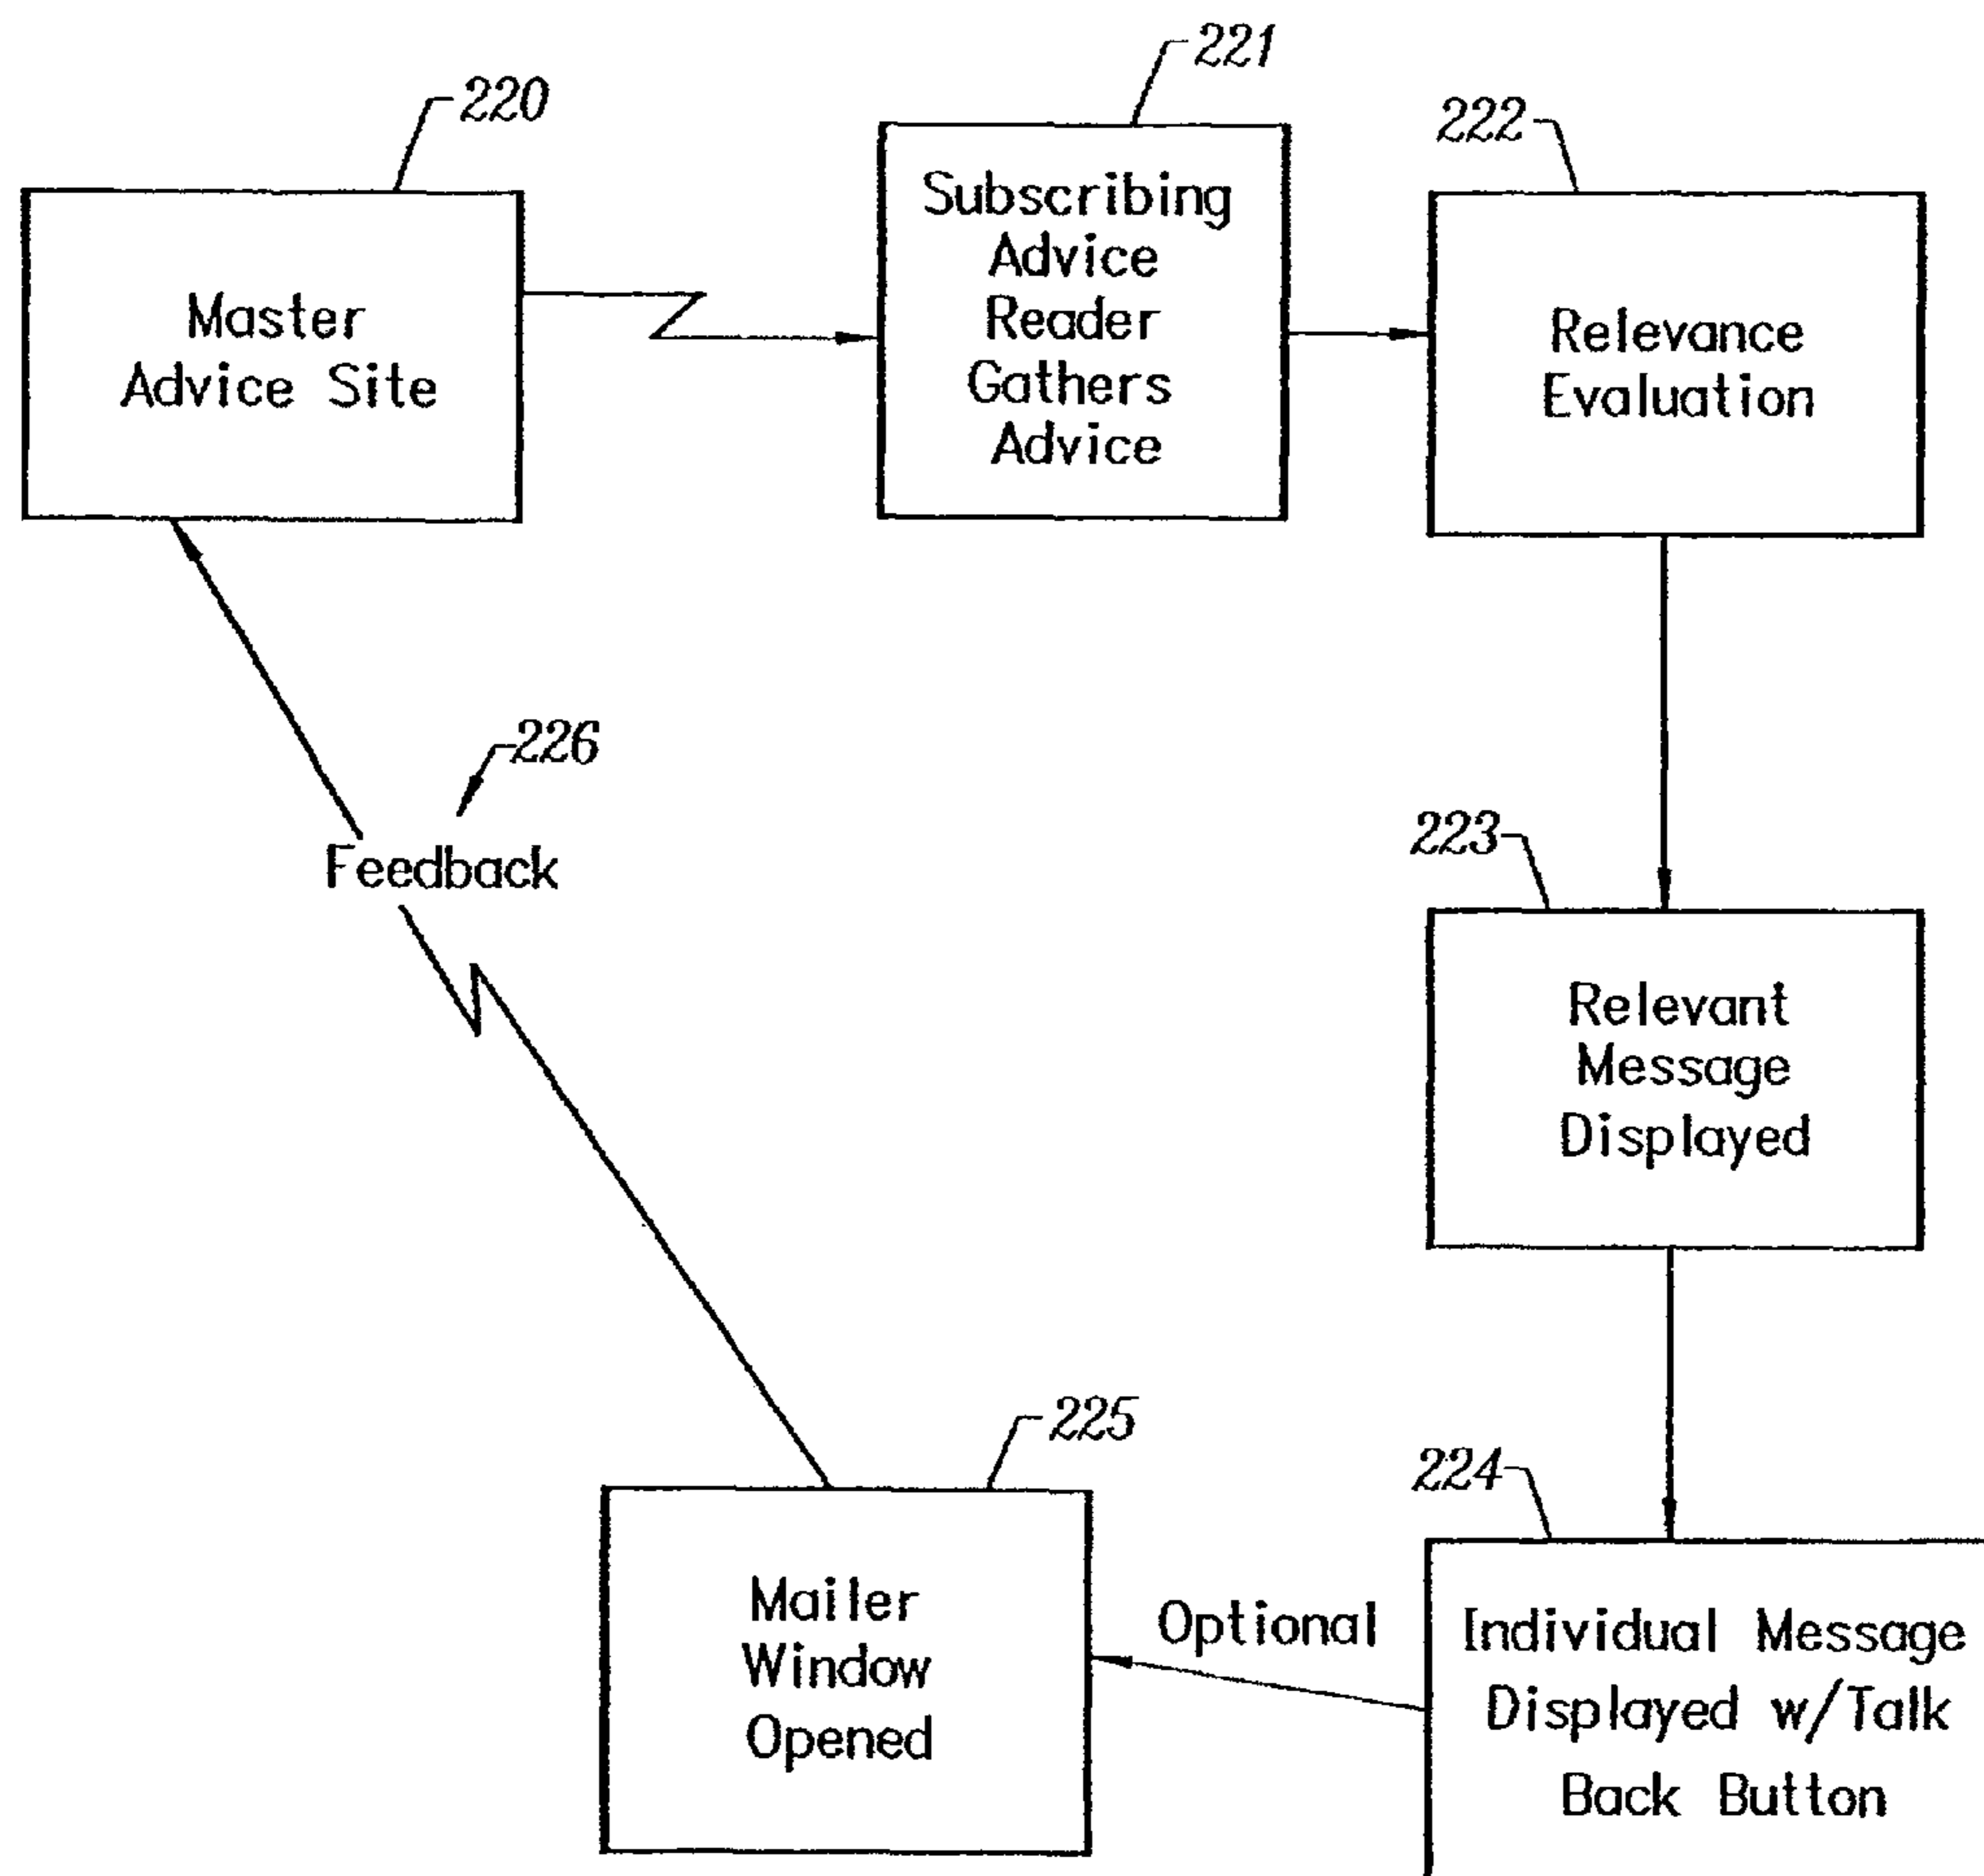 220
Master
Advice Site
221
Subscribing
Advice
Reader
Gathers
Advice
222
Relevance
Evaluation
226
Feedback
223
Relevant
Message
Displayed
225
Mailer
Window
Opened
Optional
224
Individual Message
Displayed w/Talk
Back Button